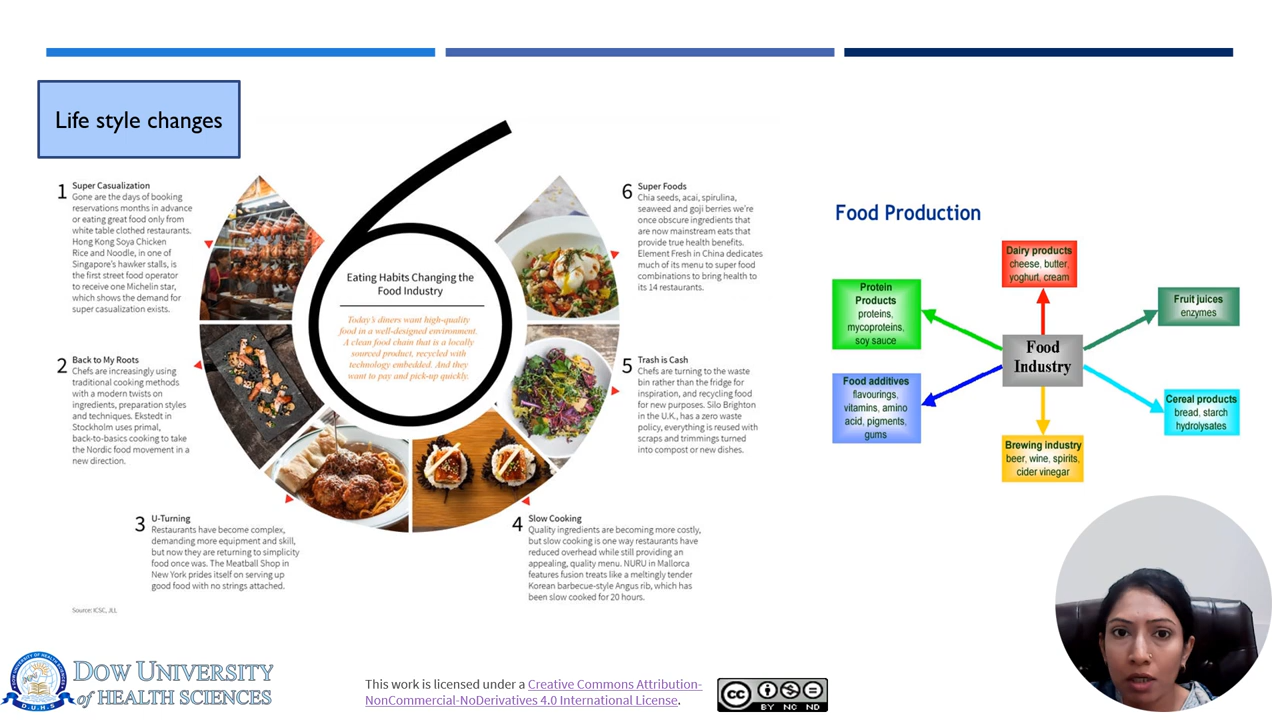 Life style changes
1 Super Casualization
Gone are the days of booking
reservations months in advance
or eating great food only from
white table clothed restaurants.
Hong Kong Soya Chicken
Rice and Noodle, in one of
Singapore's hawker stalls, is
the first street food operator
to receive one Michelin star,
which shows the demand for
super casualization exists.
2 Back to My Roots
Chefs are increasingly using
traditional cooking methods
with a modern twists on
ingredients, preparation styles
and techniques. Ekstedt in
Stockholm uses primal,
back-to-basics cooking to take
the Nordic food movement in a
new direction.
3 U-Turning
Restaurants have become complex,
demanding more equipment and skill,
but now they are returning to simplicity
food once was. The Meatball Shop in
New York prides itself on serving up
good food with no strings attached.
Eating Habits Changing the
Food Industry
Today's diners want high-quality
food in a well-designed environment.
A clean food chain that is a locally
sourced product, recycled with
technology embedded. And they
want to pay and pick-up quickly.
4 Slow Cooking
Quality ingredients are becoming more costly,
but slow cooking is one way restaurants have
reduced overhead while still providing an
appealing, quality menu. NURU in Mallorca
features fusion treats like a meltingly tender
Korean barbecue-style Angus rib, which has
been slow cooked for 20 hours.
5 Trash is Cash
Chefs are turning to the waste
bin rather than the fridge for
inspiration, and recycling food
for new purposes. Silo Brighton
in the U.K., has a zero waste
policy, everything is reused with
scraps and trimmings turned
into compost or new dishes.
6 Super Foods
Chia seeds, acai, spirulina,
seaweed and goji berries we're
once obscure ingredients that
are now mainstream eats that
provide true health benefits.
Element Fresh in China dedicates
much of its menu to super food
combinations to bring health to
its 14 restaurants.
Source: ICSC, JLL
Food Production
Dairy products
cheese, butter,
yoghurt, cream
Protein
Products
proteins,
mycoproteins,
soy sauce
Fruit juices
enzymes
Food
Industry
Food additives
flavourings,
vitamins, amino
acid, pigments,
gums
Cereal products
bread, starch
hydrolysates
Brewing industry
beer, wine, spirits,
cider vinegar
D.U.H.S
DOW UNIVERSITY
of HEALTH SCIENCES
This work is licensed under a Creative Commons Attribution-
NonCommercial-NoDerivatives 4.0 International License.
cc
BY NC ND